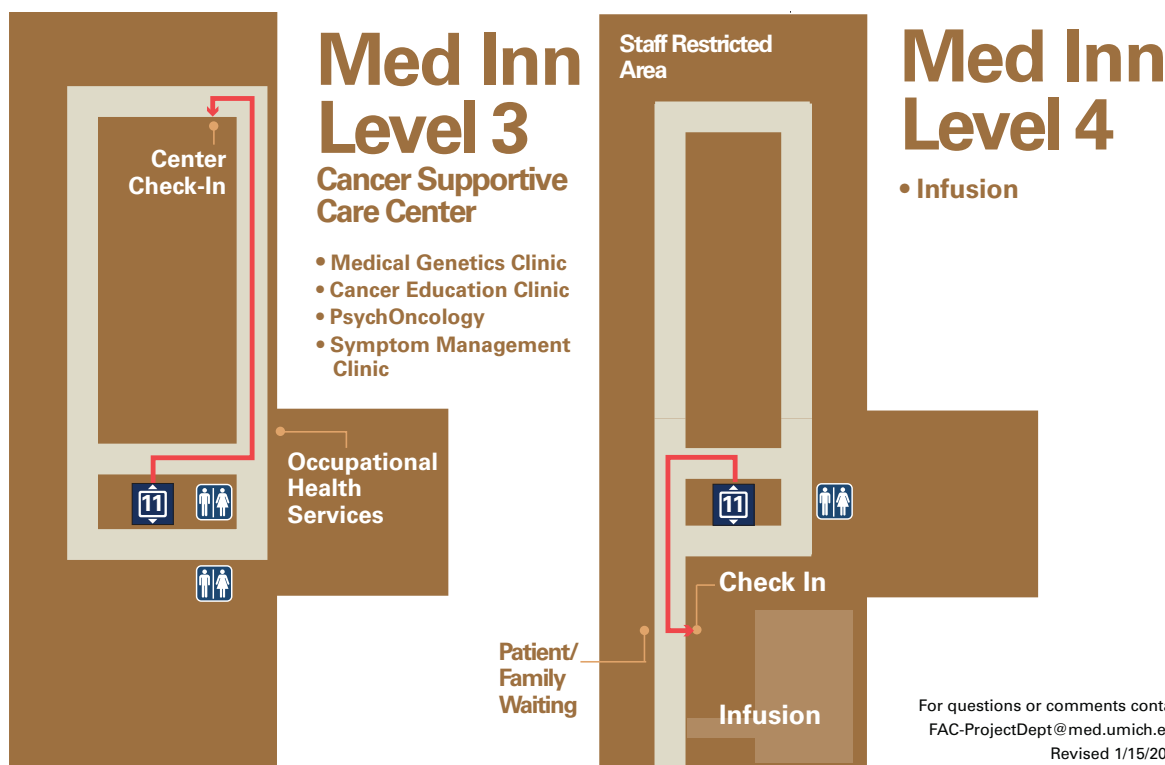 Med Inn
Level 3
Cancer Supportive
Care Center
• Medical Genetics Clinic
• Cancer Education Clinic
• PsychOncology
• Symptom Management
Clinic
Center
Check-In
11
Occupational
Health
Services
Med Inn
Level 4
• Infusion
Staff Restricted
Area
11
Check In
Patient/
Family
Waiting
Infusion
For questions or comments conta
FAC-ProjectDept@med.umich.e
Revised 1/15/20